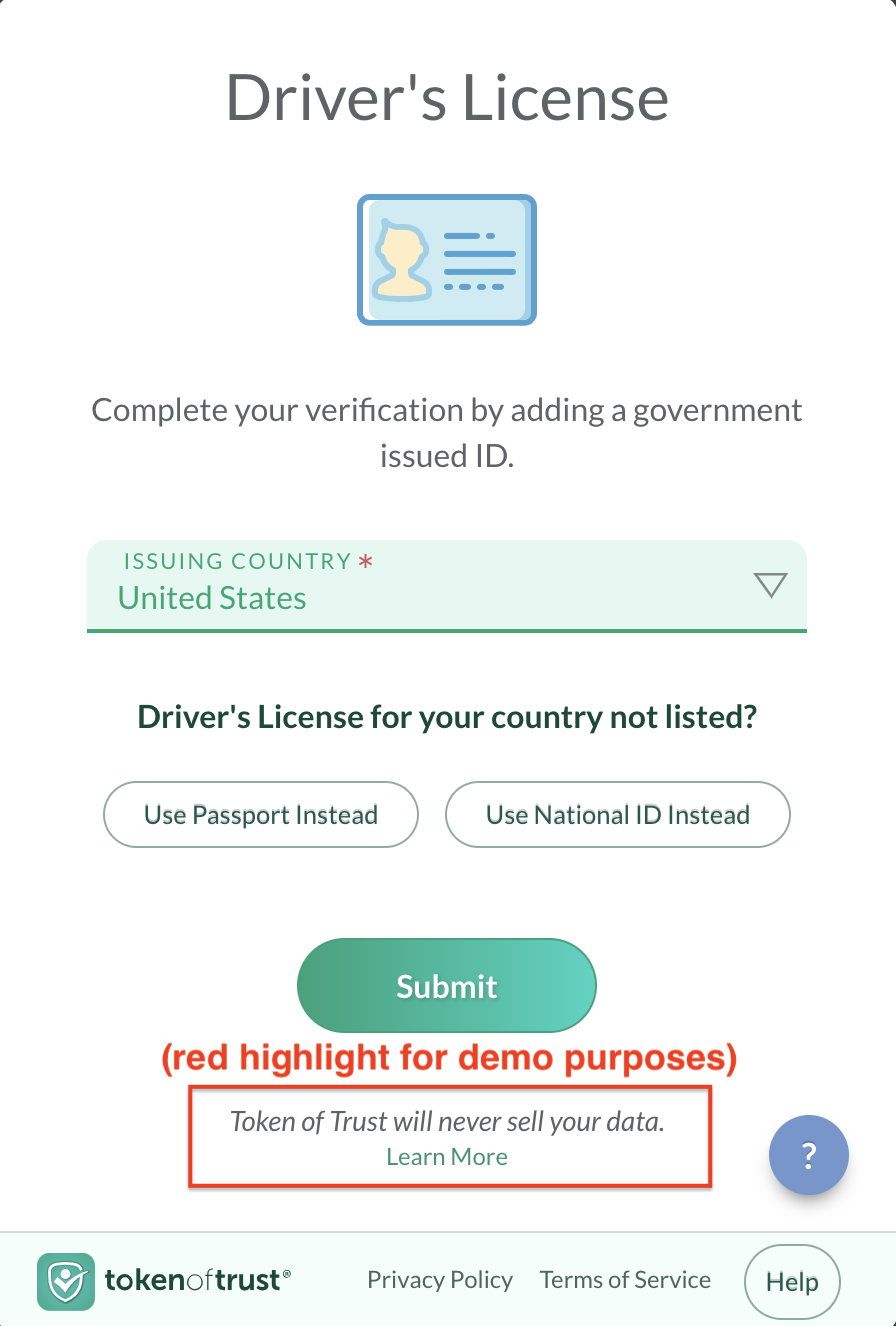 Driver's License
Complete your verification by adding a government
issued ID.
ISSUING COUNTRY *
United States
Driver's License for your country not listed?
Use Passport Instead
Use National ID Instead
Submit
(red highlight for demo purposes)
Token of Trust will never sell your data.
Learn More
?
tokenoftrust®
Privacy Policy
Terms of Service
Help